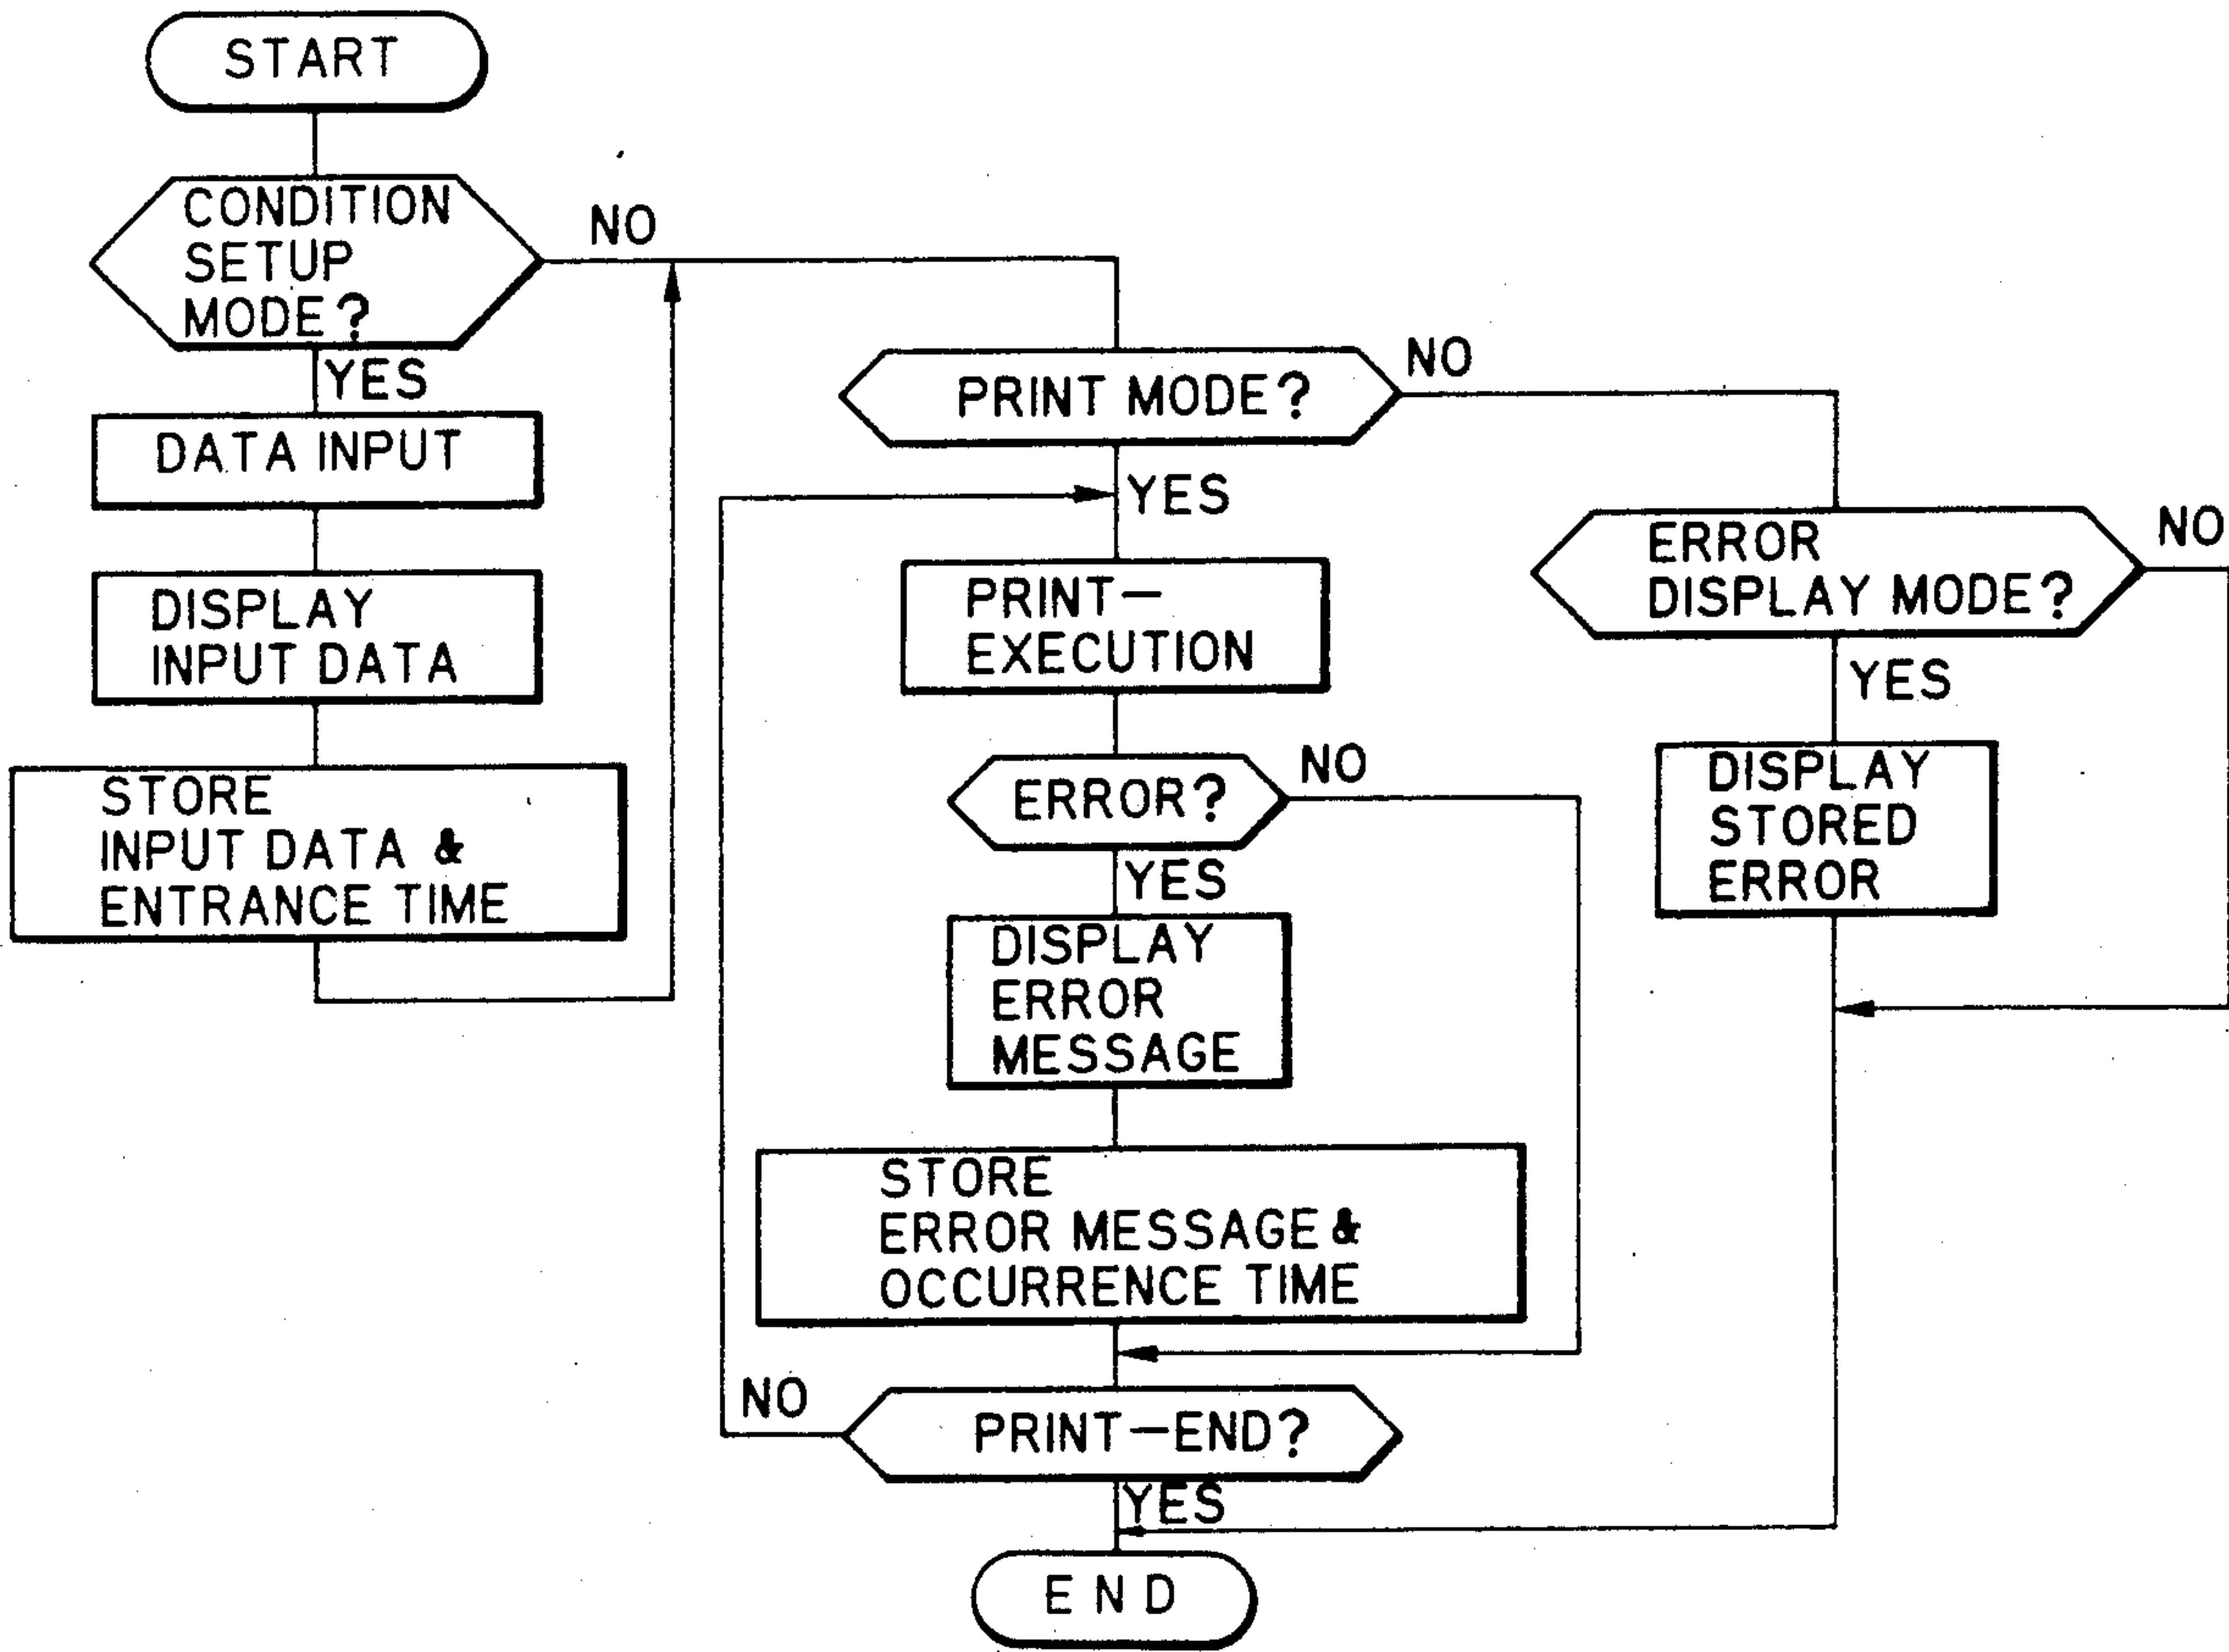 START
CONDITION
SETUP
MODE?
NO
YES
DATA INPUT
DISPLAY
INPUT DATA
STORE
INPUT DATA &
ENTRANCE TIME
PRINT MODE?
NO
YES
PRINT—
EXECUTION
ERROR?
NO
YES
DISPLAY
ERROR
MESSAGE
STORE
ERROR MESSAGE &
OCCURRENCE TIME
NO
PRINT—END?
YES
ERROR
DISPLAY MODE?
NO
YES
DISPLAY
STORED
ERROR
END